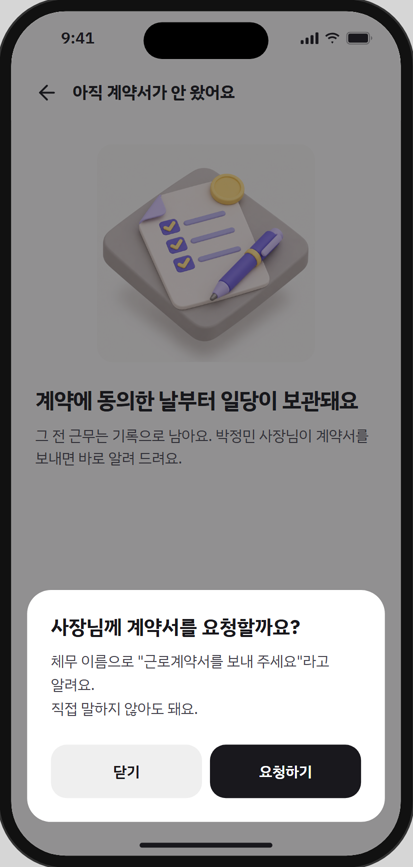 9:41
아직 계약서가 안 왔어요
계약에 동의한 날부터 일당이 보관돼요
그 전 근무는 기록으로 남아요. 박정민 사장님이 계약서를
보내면 바로 알려 드려요.
사장님께 계약서를 요청할까요?
체무 이름으로 "근로계약서를 보내 주세요"라고
알려요.
직접 말하지 않아도 돼요.
닫기
요청하기